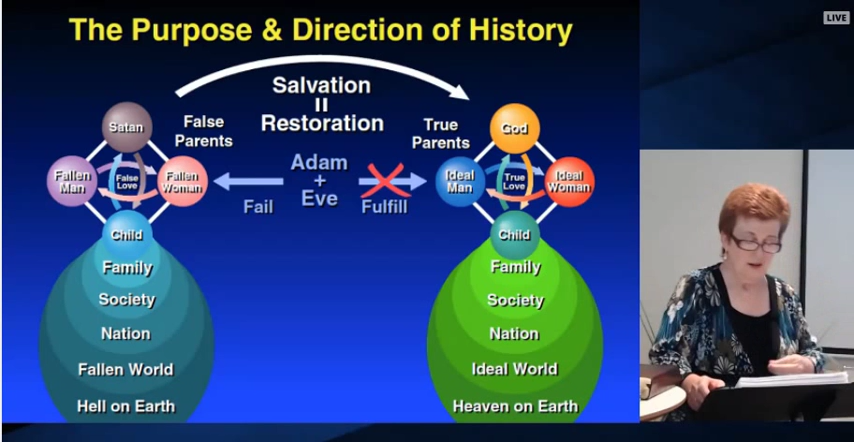 LIVE
The Purpose & Direction of History
Salvation
=
Restoration
Satan
False
Parents
Fallen
Man
False
Love
Fallen
Woman
Child
Family
Society
Nation
Fallen World
Hell on Earth
Adam
+
Eve
Fail
Fulfill
True
Parents
God
Ideal
Man
True
Love
Ideal
Woman
Child
Family
Society
Nation
Ideal World
Heaven on Earth